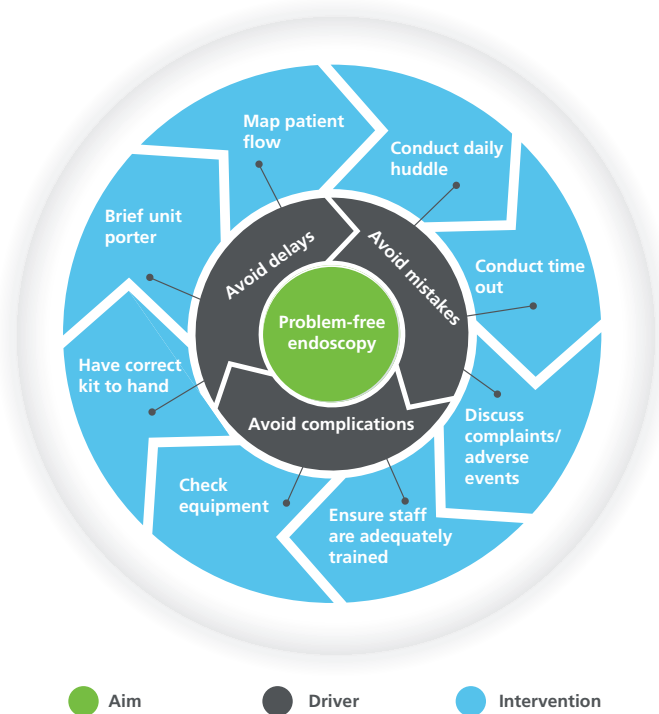 Map patient
flow
Conduct daily
huddle
Conduct time
out
Discuss
complaints/
adverse
events
Ensure staff
are adequately
trained
Check
equipment
Have correct
kit to hand
Brief unit
porter
Avoid delays
Avoid mistakes
Avoid complications
Problem-free
endoscopy
Aim
Driver
Intervention